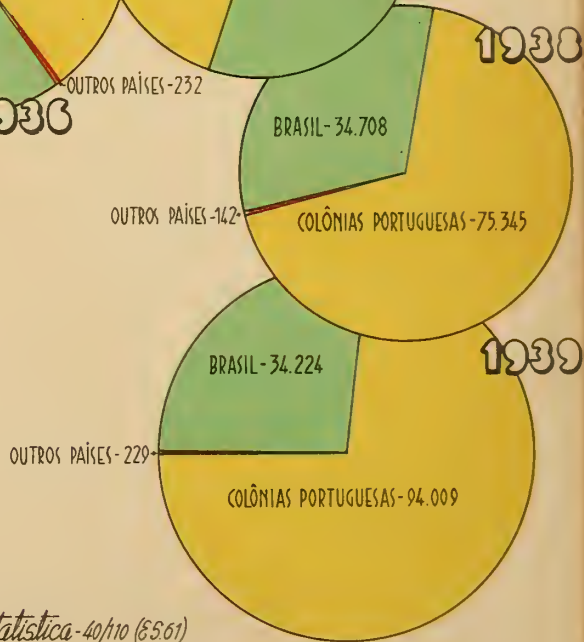 1938
OUTROS PAÍSES-232
1936
BRASIL-34.708
OUTROS PAÍSES-142
COLÔNIAS PORTUGUESAS-75.345
1939
BRASIL-34.224
OUTROS PAÍSES-229
COLÔNIAS PORTUGUESAS-94.009
40/110 (E5.61)